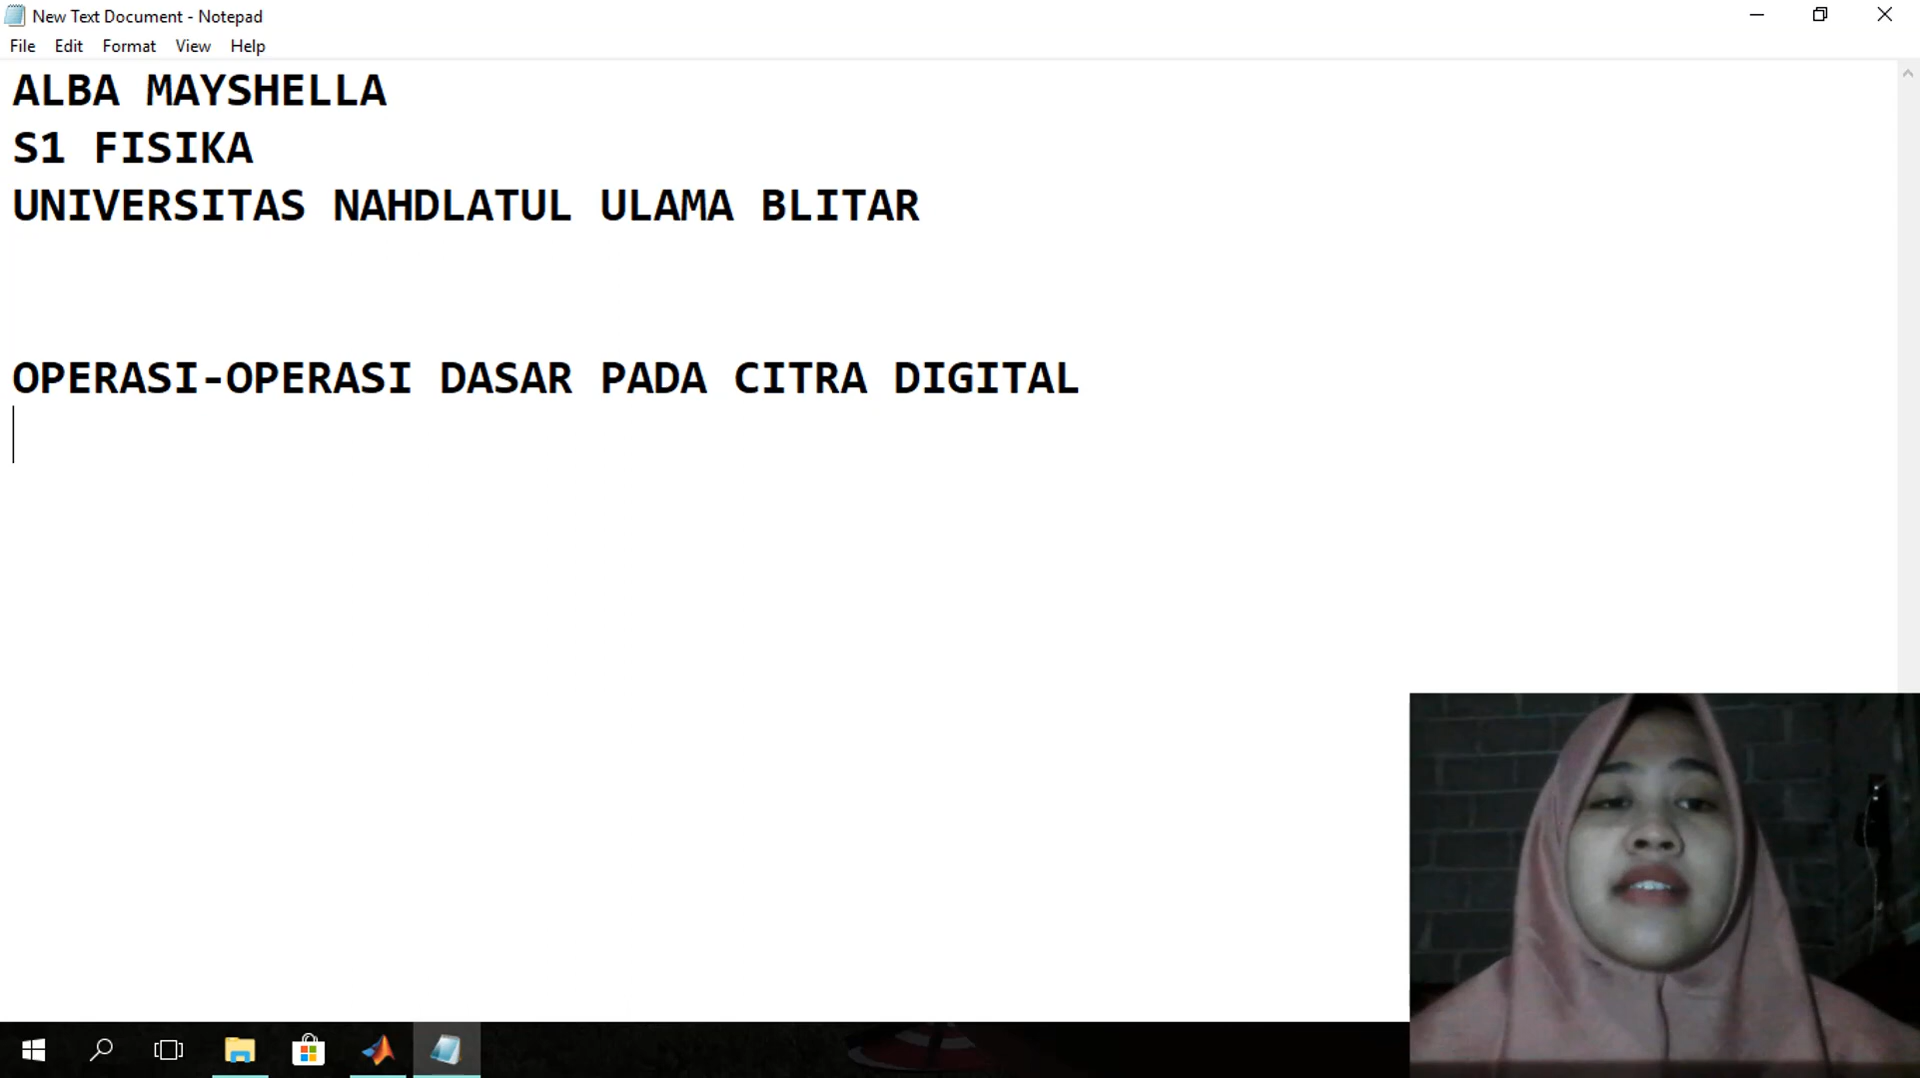 New Text Document - Notepad
File Edit Format View Help
ALBA MAYSHELLA
S1 FISIKA
UNIVERSITAS NAHDLATUL ULAMA BLITAR
OPERASI-OPERASI DASAR PADA CITRA DIGITAL